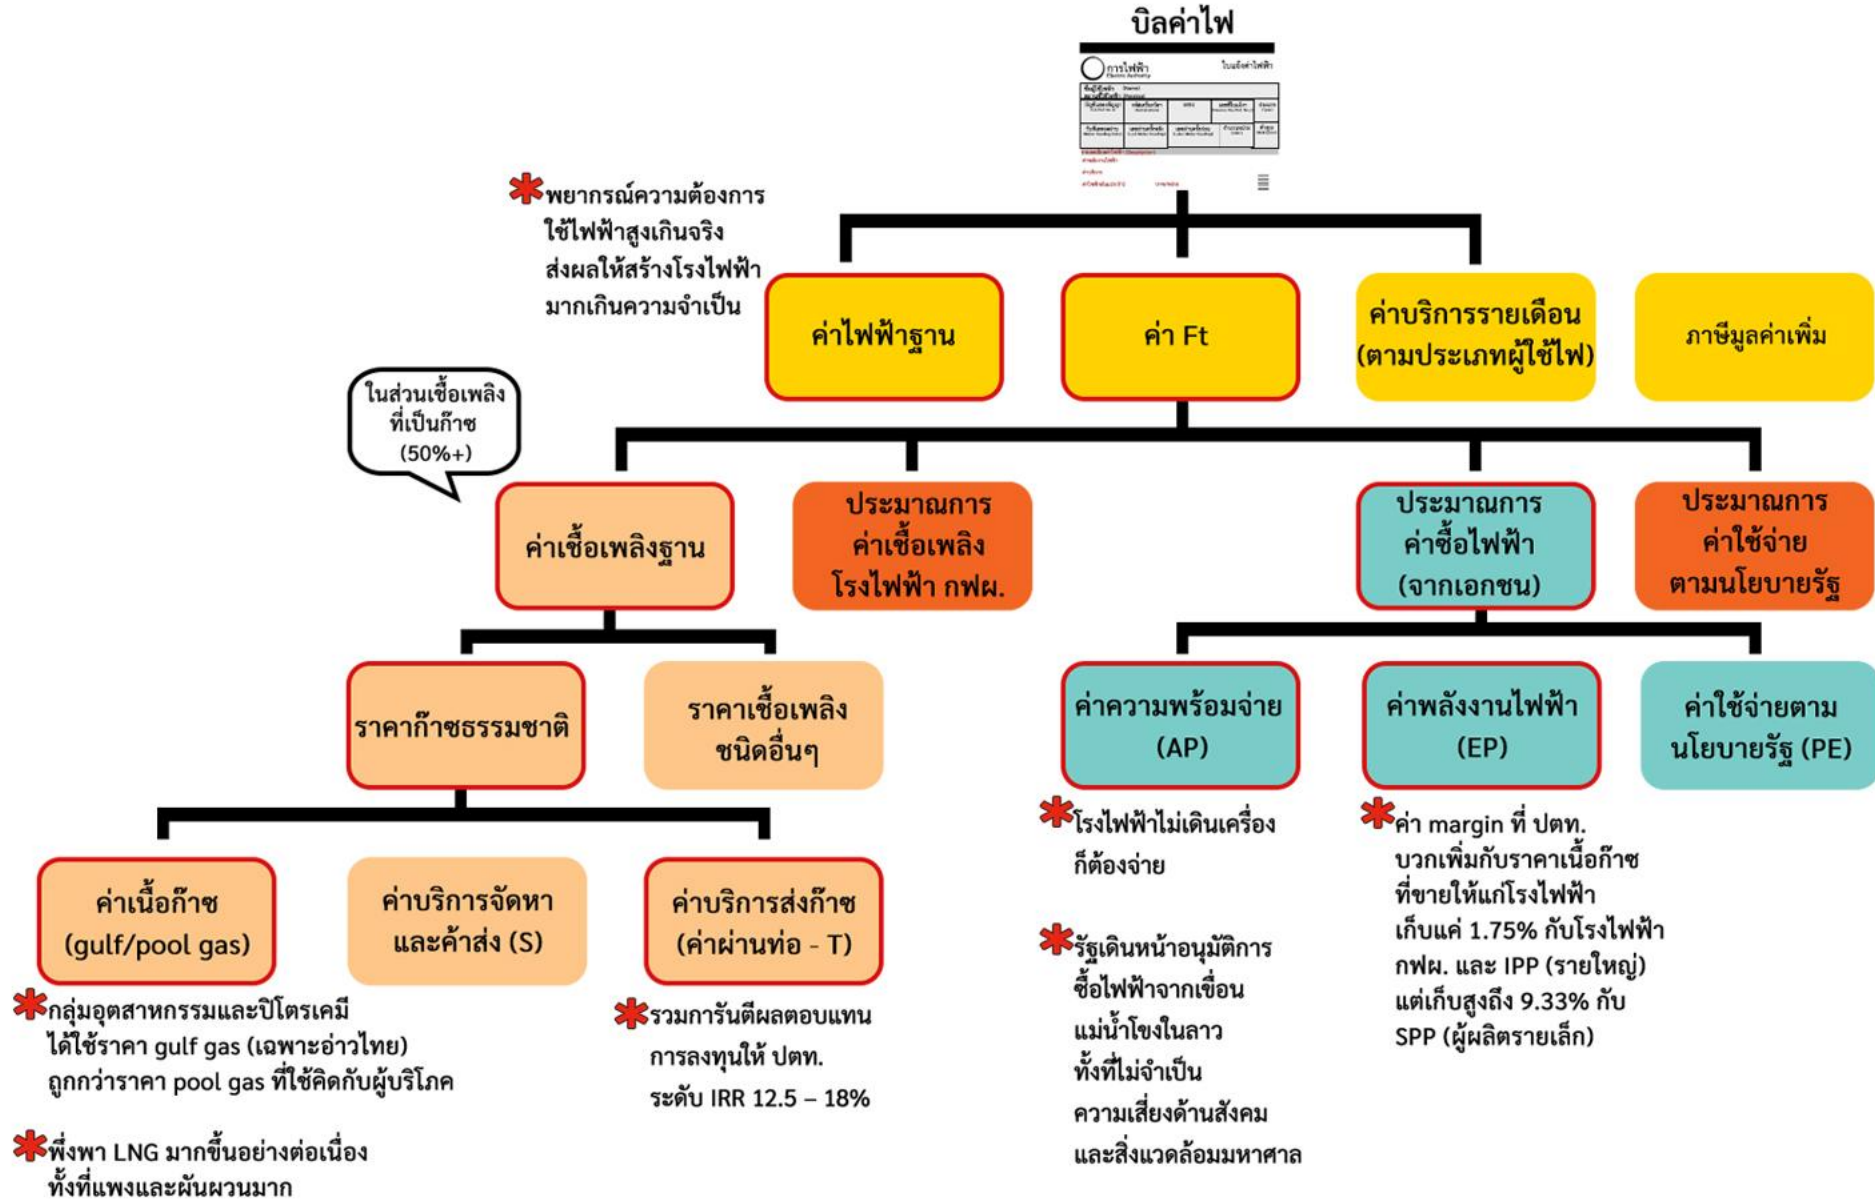 บิลค่าไฟ
การไฟฟ้า
ใบแจ้งค่าไฟฟ้า
Electric Authority
พยากรณ์ความต้องการ
ใช้ไฟฟ้าสูงเกินจริง
ส่งผลให้สร้างโรงไฟฟ้า
มากเกินความจำเป็น
ค่าไฟฟ้าฐาน
ค่า Ft
ค่าบริการรายเดือน
(ตามประเภทผู้ใช้ไฟ)
ภาษีมูลค่าเพิ่ม
ในส่วนเชื้อเพลิง
ที่เป็นก๊าซ
(50%+)
ค่าเชื้อเพลิงฐาน
ประมาณการ
ค่าเชื้อเพลิง
โรงไฟฟ้า กฟผ.
ประมาณการ
ค่าซื้อไฟฟ้า
(จากเอกชน)
ประมาณการ
ค่าใช้จ่าย
ตามนโยบายรัฐ
ราคาก๊าซธรรมชาติ
ราคาเชื้อเพลิง
ชนิดอื่นๆ
ค่าความพร้อมจ่าย
(AP)
ค่าพลังงานไฟฟ้า
(EP)
ค่าใช้จ่ายตาม
นโยบายรัฐ (PE)
ค่าเนื้อก๊าซ
(gulf/pool gas)
ค่าบริการจัดหา
และค้าส่ง (S)
ค่าบริการส่งก๊าซ
(ค่าผ่านท่อ - T)
กลุ่มอุตสาหกรรมและปิโตรเคมี
ได้ใช้ราคา gulf gas (เฉพาะอ่าวไทย)
ถูกกว่าราคา pool gas ที่ใช้คิดกับผู้บริโภค
พึ่งพา LNG มากขึ้นอย่างต่อเนื่อง
ทั้งที่แพงและผันผวนมาก
รวมการันตีผลตอบแทน
การลงทุนให้ ปตท.
ระดับ IRR 12.5 – 18%
โรงไฟฟ้าไม่เดินเครื่อง
ก็ต้องจ่าย
รัฐเดินหน้าอนุมัติการ
ซื้อไฟฟ้าจากเขื่อน
แม่น้ำโขงในลาว
ทั้งที่ไม่จำเป็น
ความเสี่ยงด้านสังคม
และสิ่งแวดล้อมมหาศาล
ค่า margin ที่ ปตท.
บวกเพิ่มกับราคาเนื้อก๊าซ
ที่ขายให้แก่โรงไฟฟ้า
เก็บแค่ 1.75% กับโรงไฟฟ้า
กฟผ. และ IPP (รายใหญ่)
แต่เก็บสูงถึง 9.33% กับ
SPP (ผู้ผลิตรายเล็ก)